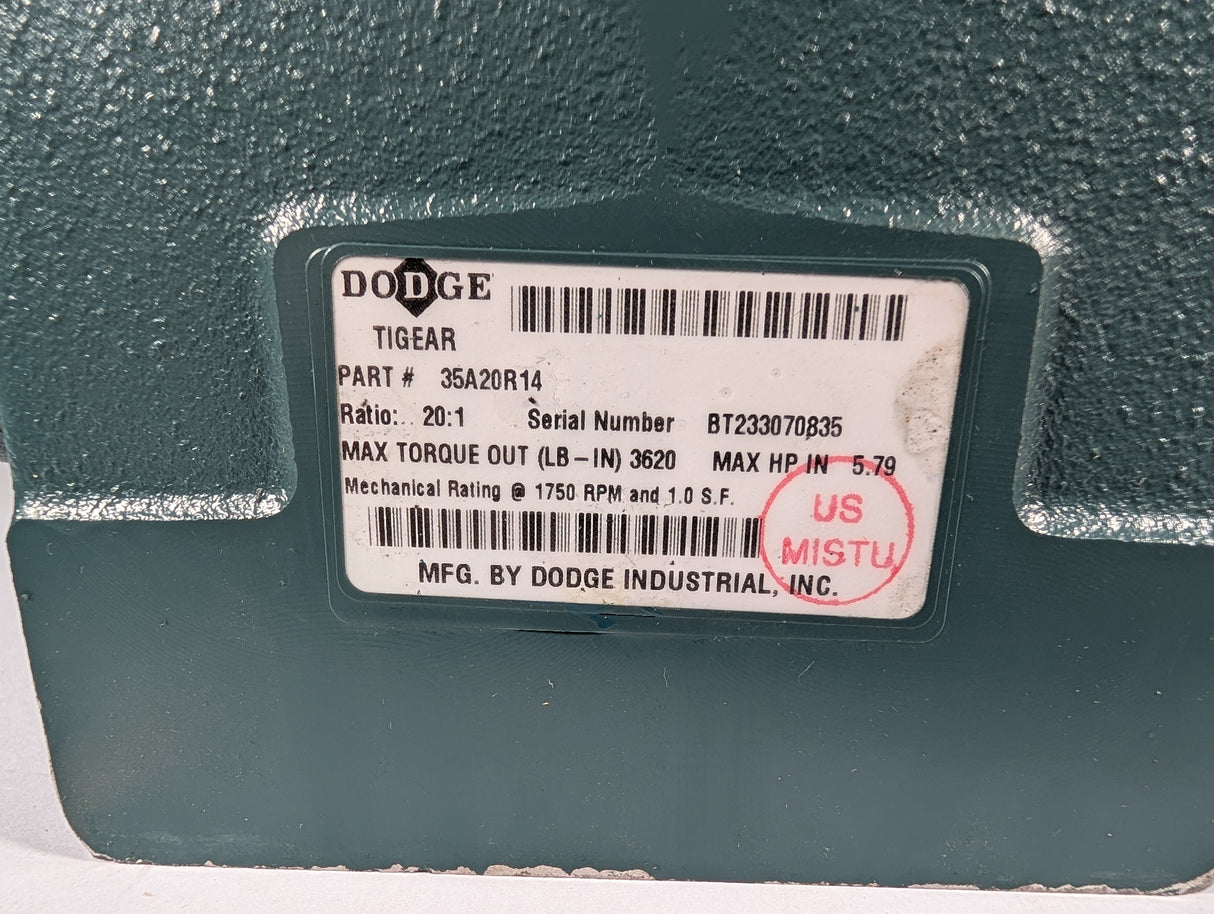 DODGE
TIGEAR
PART # 35A20R14
Ratio: 20:1 Serial Number BT233070835
MAX TORQUE OUT (LB-IN) 3620 MAX HP IN 5.79
Mechanical Rating @ 1750 RPM and 1.0 S.F.
US
MISTU
MFG. BY DODGE INDUSTRIAL, INC.